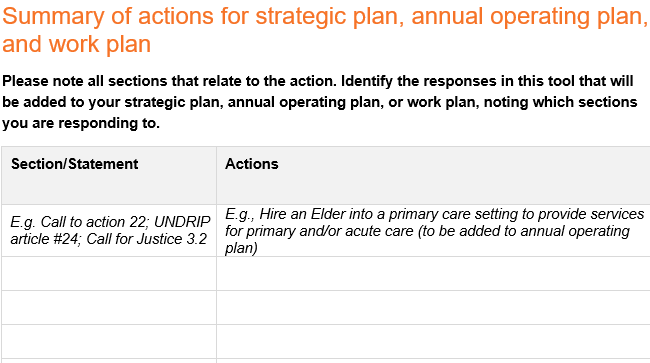 Summary of actions for strategic plan, annual operating plan,
and work plan
Please note all sections that relate to the action. Identify the responses in this tool that will
be added to your strategic plan, annual operating plan, or work plan, noting which sections
you are responding to.
Section/Statement
Actions
E.g. Call to action 22; UNDRIP
article #24; Call for Justice 3.2
E.g., Hire an Elder into a primary care setting to provide services
for primary and/or acute care (to be added to annual operating
plan)